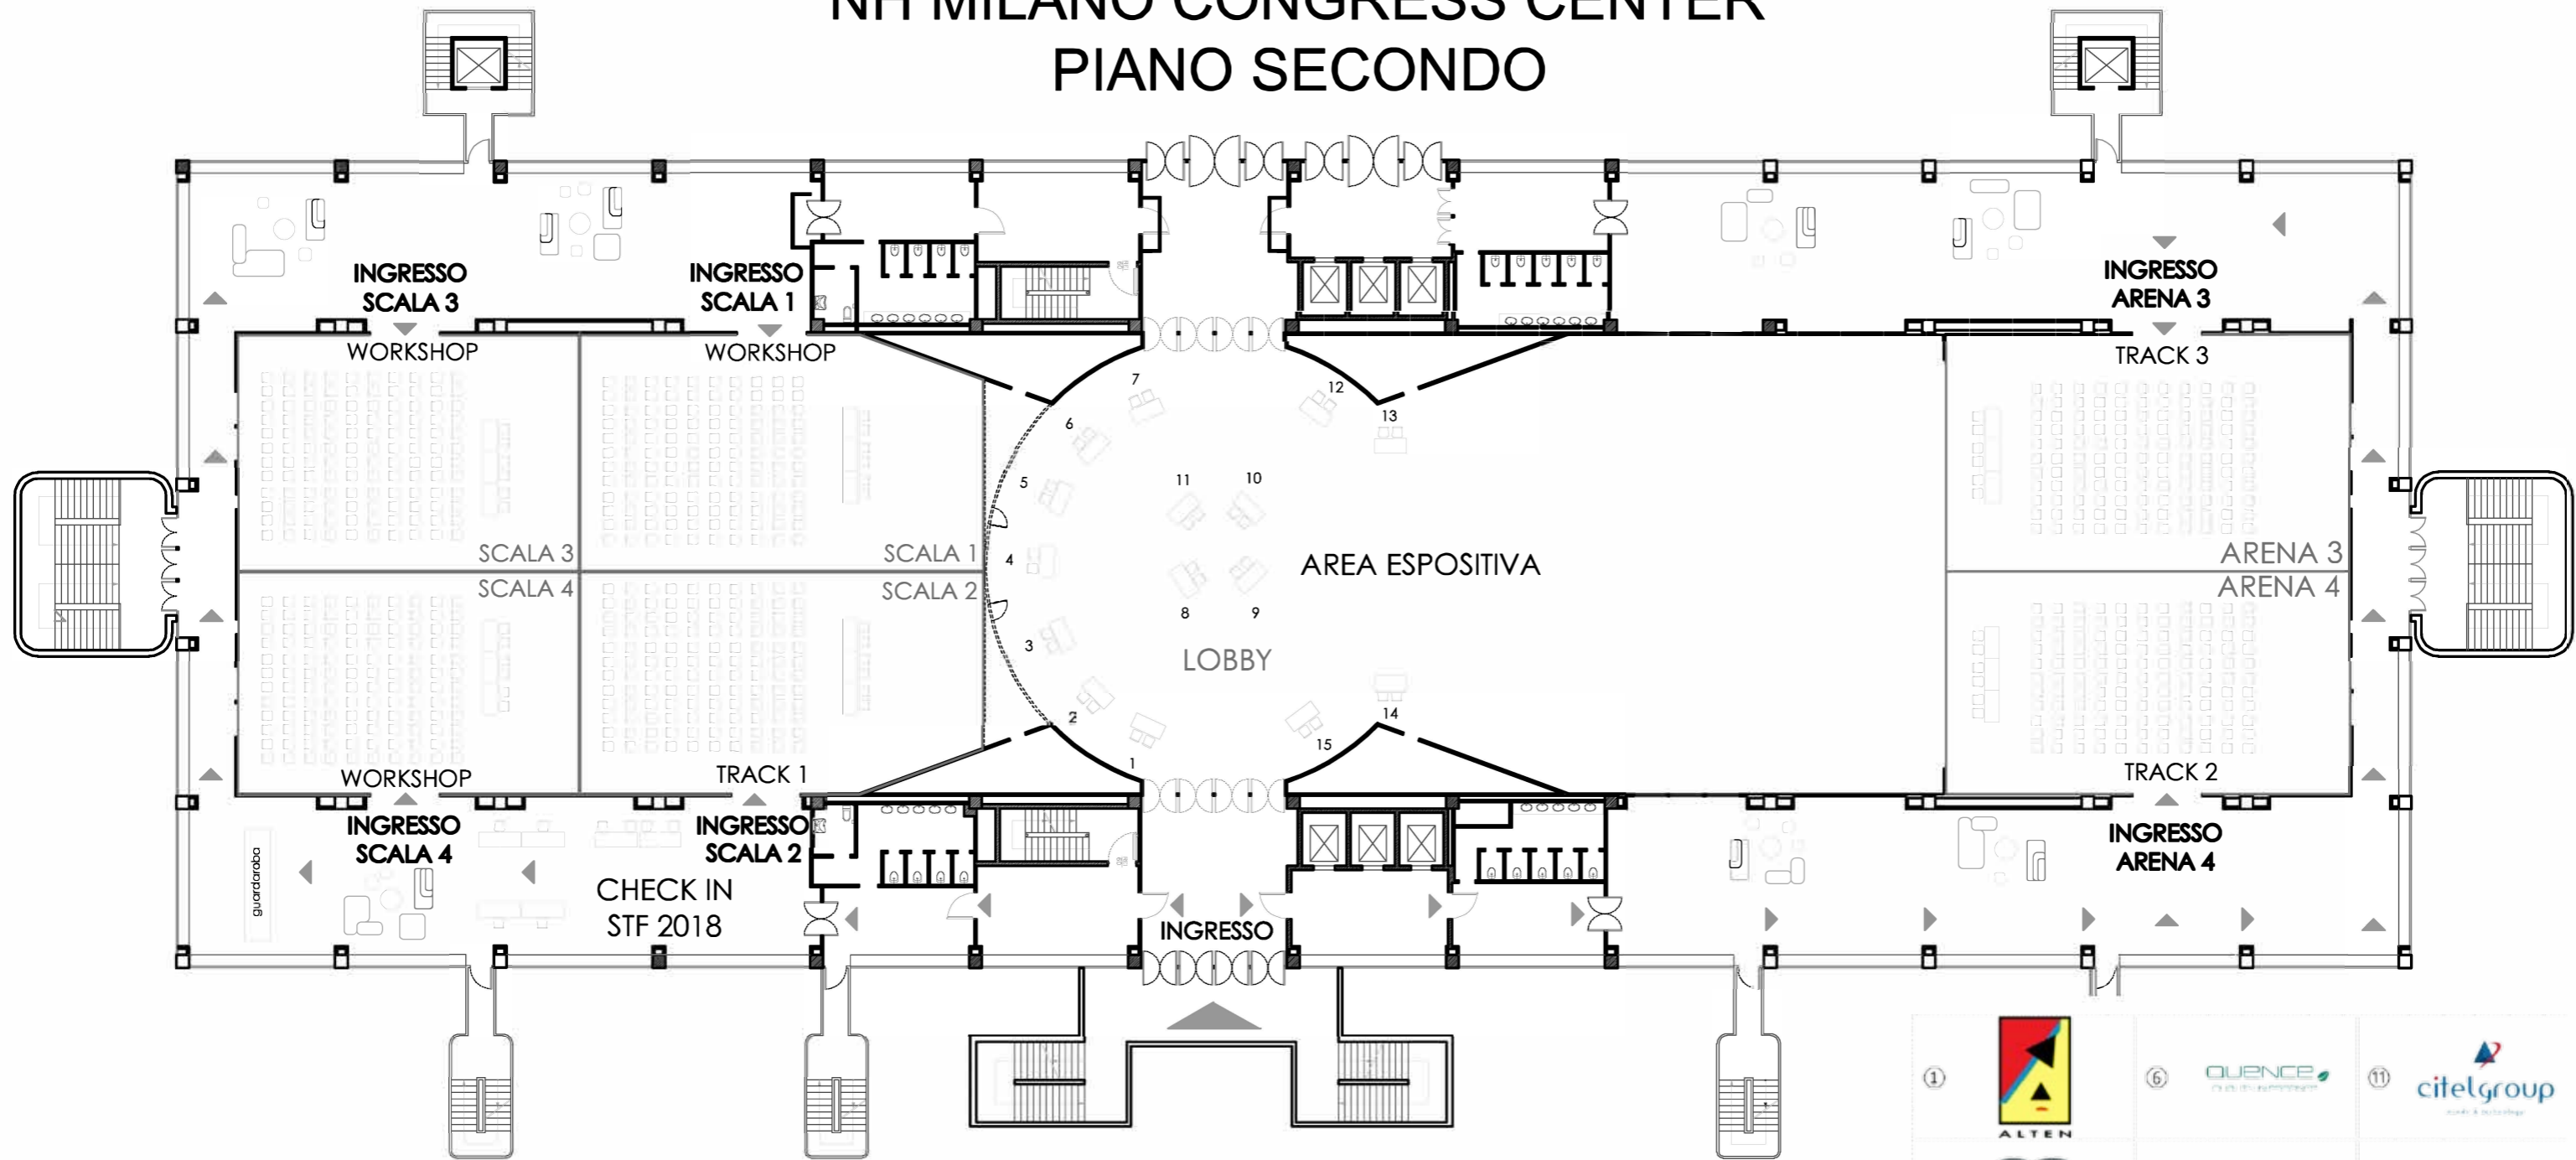 NH MILANO CONGRESS CENTER
PIANO SECONDO
INGRESSO
SCALA 3
INGRESSO
SCALA 1
INGRESSO
ARENA 3
WORKSHOP
WORKSHOP
TRACK 3
7
12
6
13
5
11
10
4
AREA ESPOSITIVA
SCALA 3
SCALA 1
ARENA 3
SCALA 4
SCALA 2
ARENA 4
8
9
3
LOBBY
2
14
15
1
WORKSHOP
TRACK 1
TRACK 2
INGRESSO
SCALA 4
INGRESSO
SCALA 2
INGRESSO
ARENA 4
guardaroba
CHECK IN
STF 2018
INGRESSO
1
ALTEN
6
QUENCE
11
citelgroup